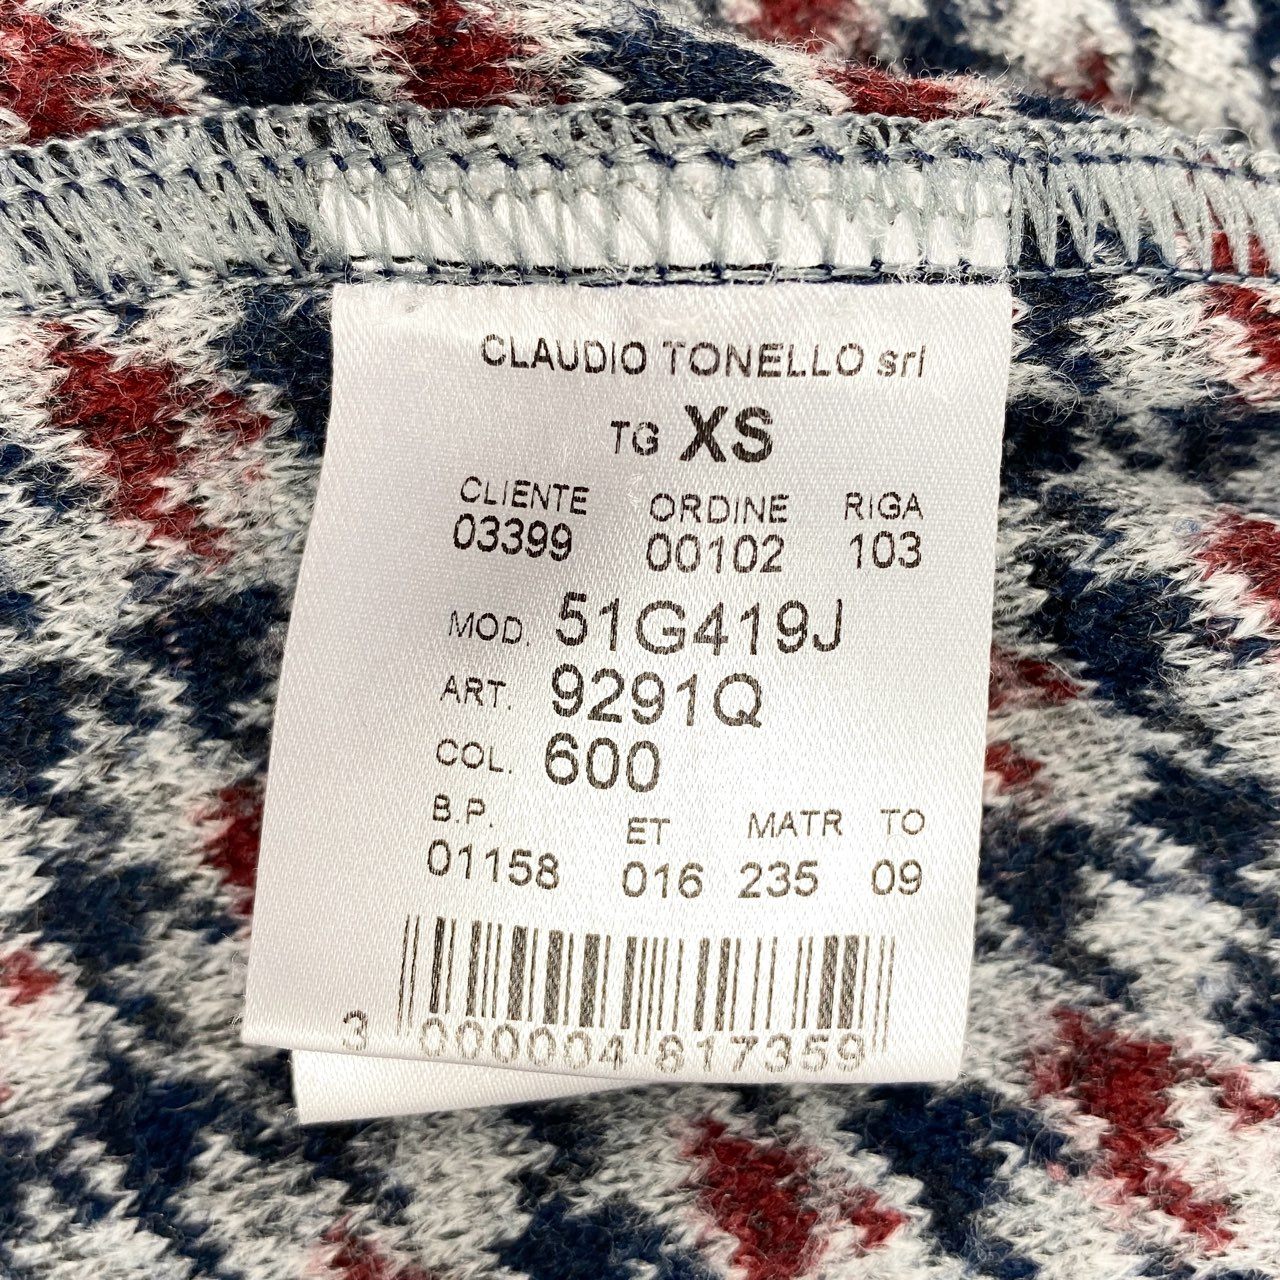 CLAUDIO TONELLO srl
TG XS
CLIENTE ORDINE RIGA
03399 00102 103
MOD. 51G419J
ART. 9291Q
COL. 600
B.P. ET MATR TO
01158 016 235 09
3 000004 617359